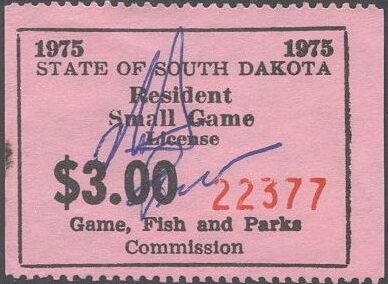 1975 1975
STATE OF SOUTH DAKOTA
Resident
Small Game
License
$3.00 22377
Game, Fish and Parks
Commission